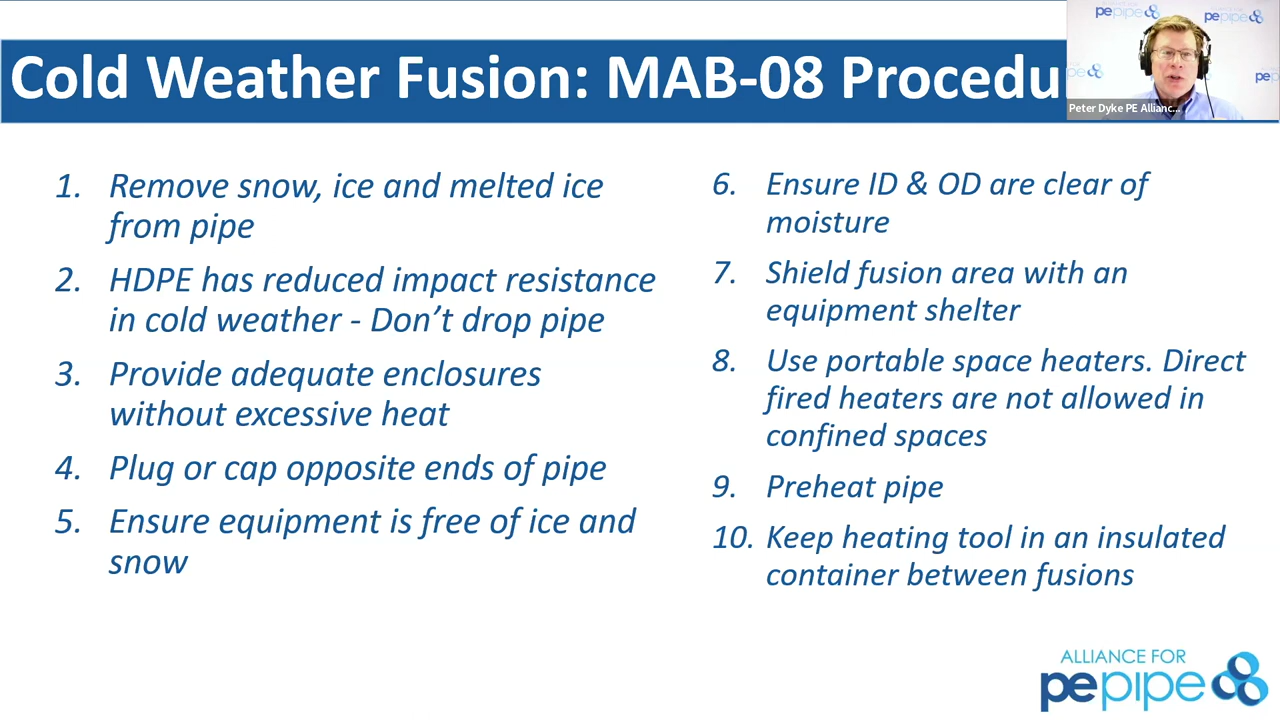 Cold Weather Fusion: MAB-08 Procedu
pepipe
pepipe
pe
pep
Peter Dyke PE Allianc...
1. Remove snow, ice and melted ice
from pipe
2. HDPE has reduced impact resistance
in cold weather - Don't drop pipe
3. Provide adequate enclosures
without excessive heat
4. Plug or cap opposite ends of pipe
5. Ensure equipment is free of ice and
snow
6. Ensure ID & OD are clear of
moisture
7. Shield fusion area with an
equipment shelter
8. Use portable space heaters. Direct
fired heaters are not allowed in
confined spaces
9. Preheat pipe
10. Keep heating tool in an insulated
container between fusions
ALLIANCE FOR
pepipe